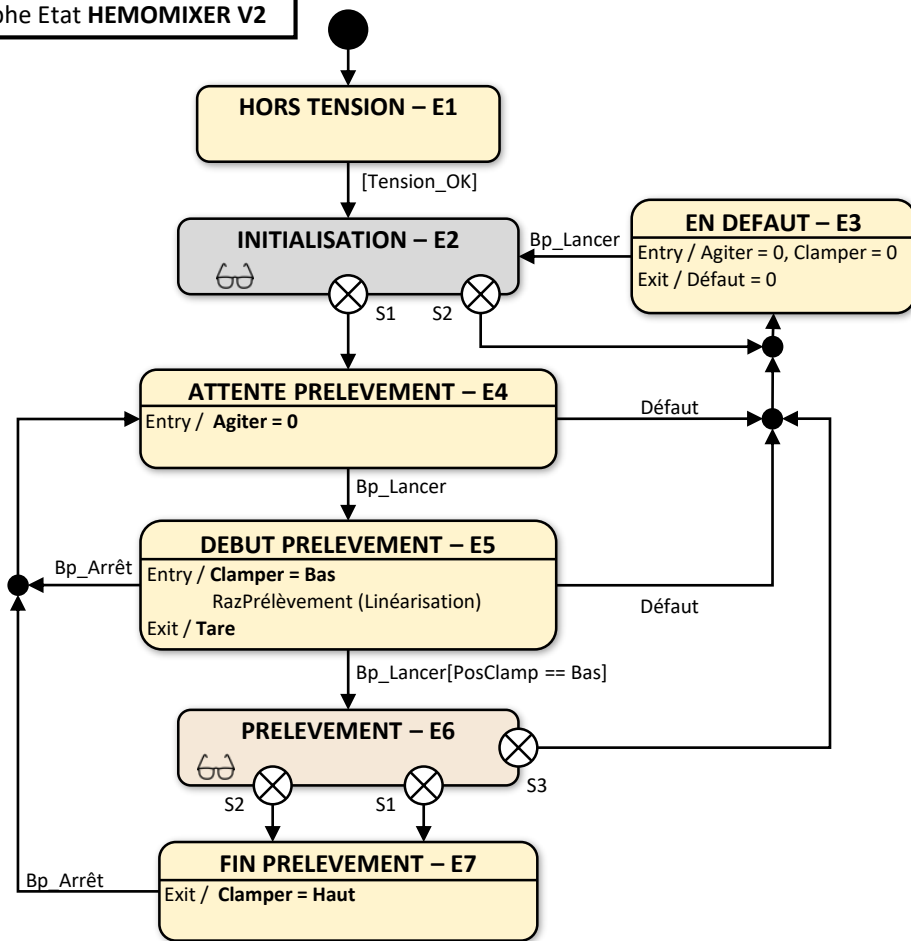 Etat HEMOMIXER V2
HORS TENSION – E1
[Tension_OK]
INITIALISATION – E2
S1
S2
Bp_Lancer
EN DEFAUT – E3
Entry / Agiter = 0, Clamper = 0
Exit / Défaut = 0
ATTENTE PRELEVEMENT – E4
Entry / Agiter = 0
Défaut
Bp_Lancer
DEBUT PRELEVEMENT – E5
Entry / Clamper = Bas
RazPrélèvement (Linéarisation)
Exit / Tare
Bp_Arrêt
Défaut
Bp_Lancer[PosClamp == Bas]
PRELEVEMENT – E6
S2
S1
S3
FIN PRELEVEMENT – E7
Exit / Clamper = Haut
Bp_Arrêt